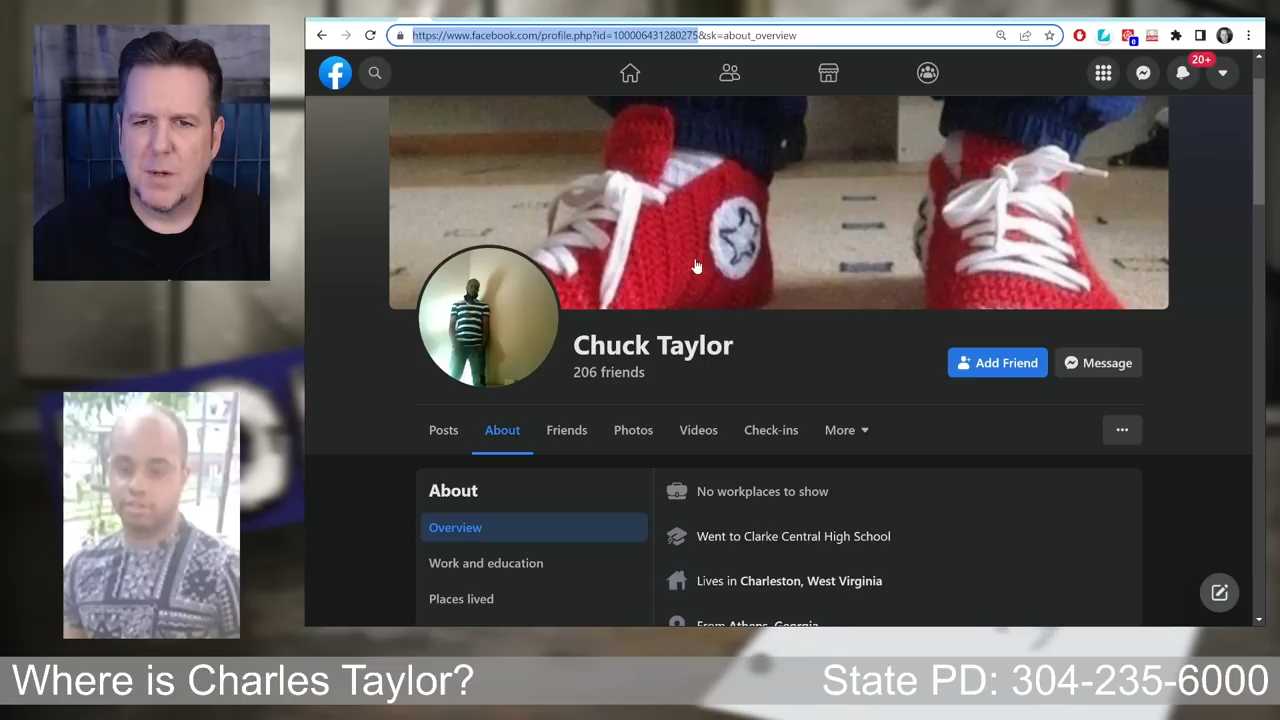 https://www.facebook.com/profile.php?id=100006431280275&sk=about_overview
20+
Chuck Taylor
206 friends
Add Friend
Message
Posts
About
Friends
Photos
Videos
Check-ins
More
About
Overview
Work and education
Places lived
No workplaces to show
Went to Clarke Central High School
Lives in Charleston, West Virginia
From Athens, Georgia
Where is Charles Taylor?
State PD: 304-235-6000